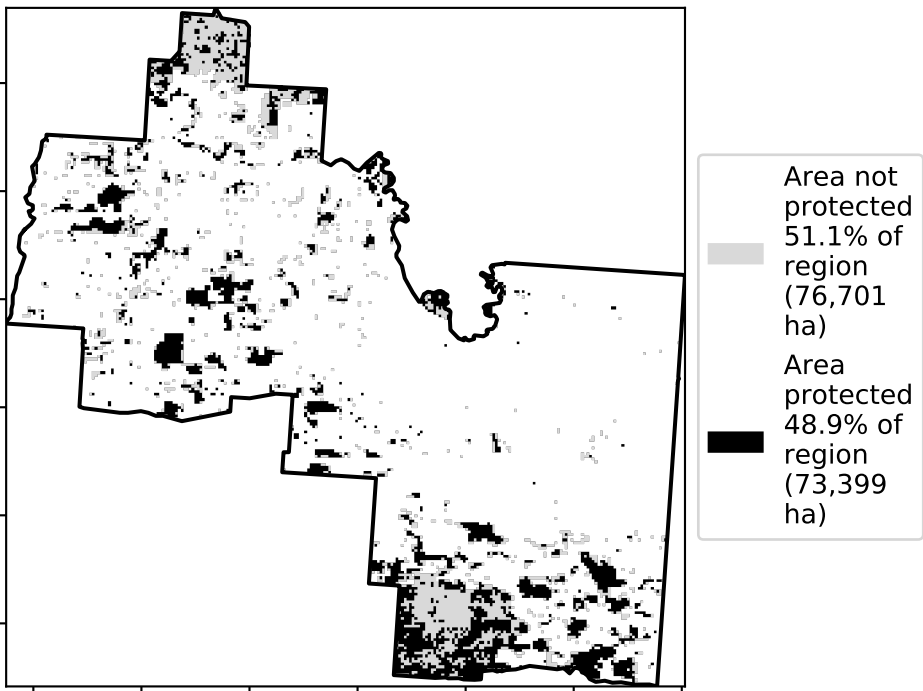 Area not
protected
51.1% of
region
(76,701
ha)
Area
protected
48.9% of
region
(73,399
ha)